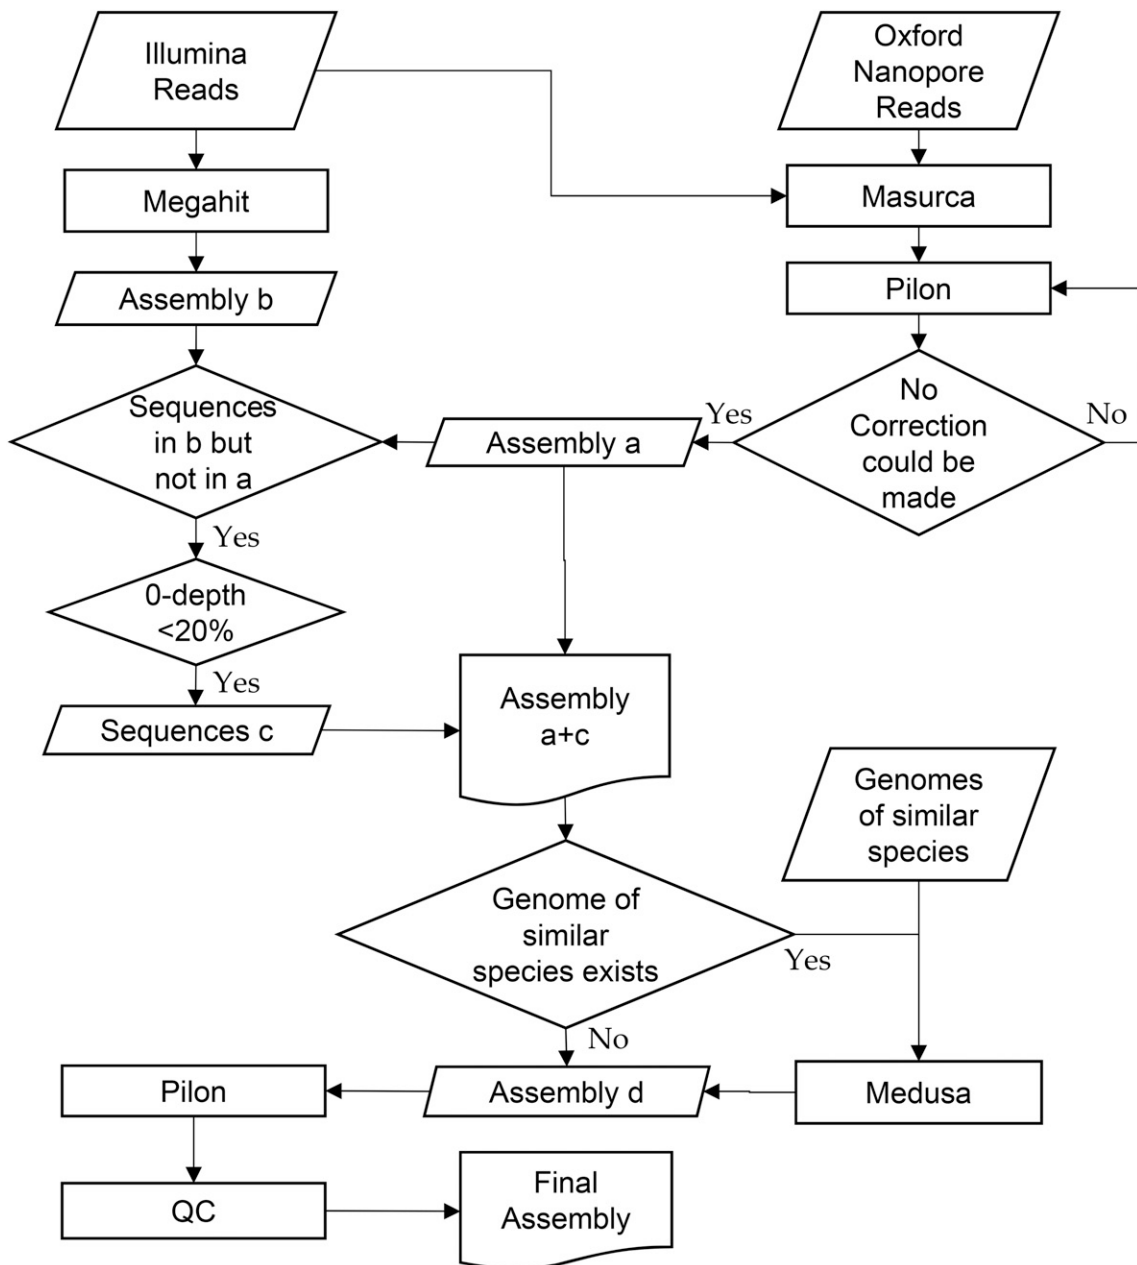 Illumina
Reads
Oxford
Nanopore
Reads
Megahit
Masurca
Assembly b
Pilon
Sequences
in b but
not in a
Assembly a
Yes
No
Correction
could be
made
No
Yes
0-depth
<20%
Yes
Sequences c
Assembly
a+c
Genomes
of similar
species
Genome of
similar
species exists
Yes
No
Pilon
Assembly d
Medusa
QC
Final
Assembly